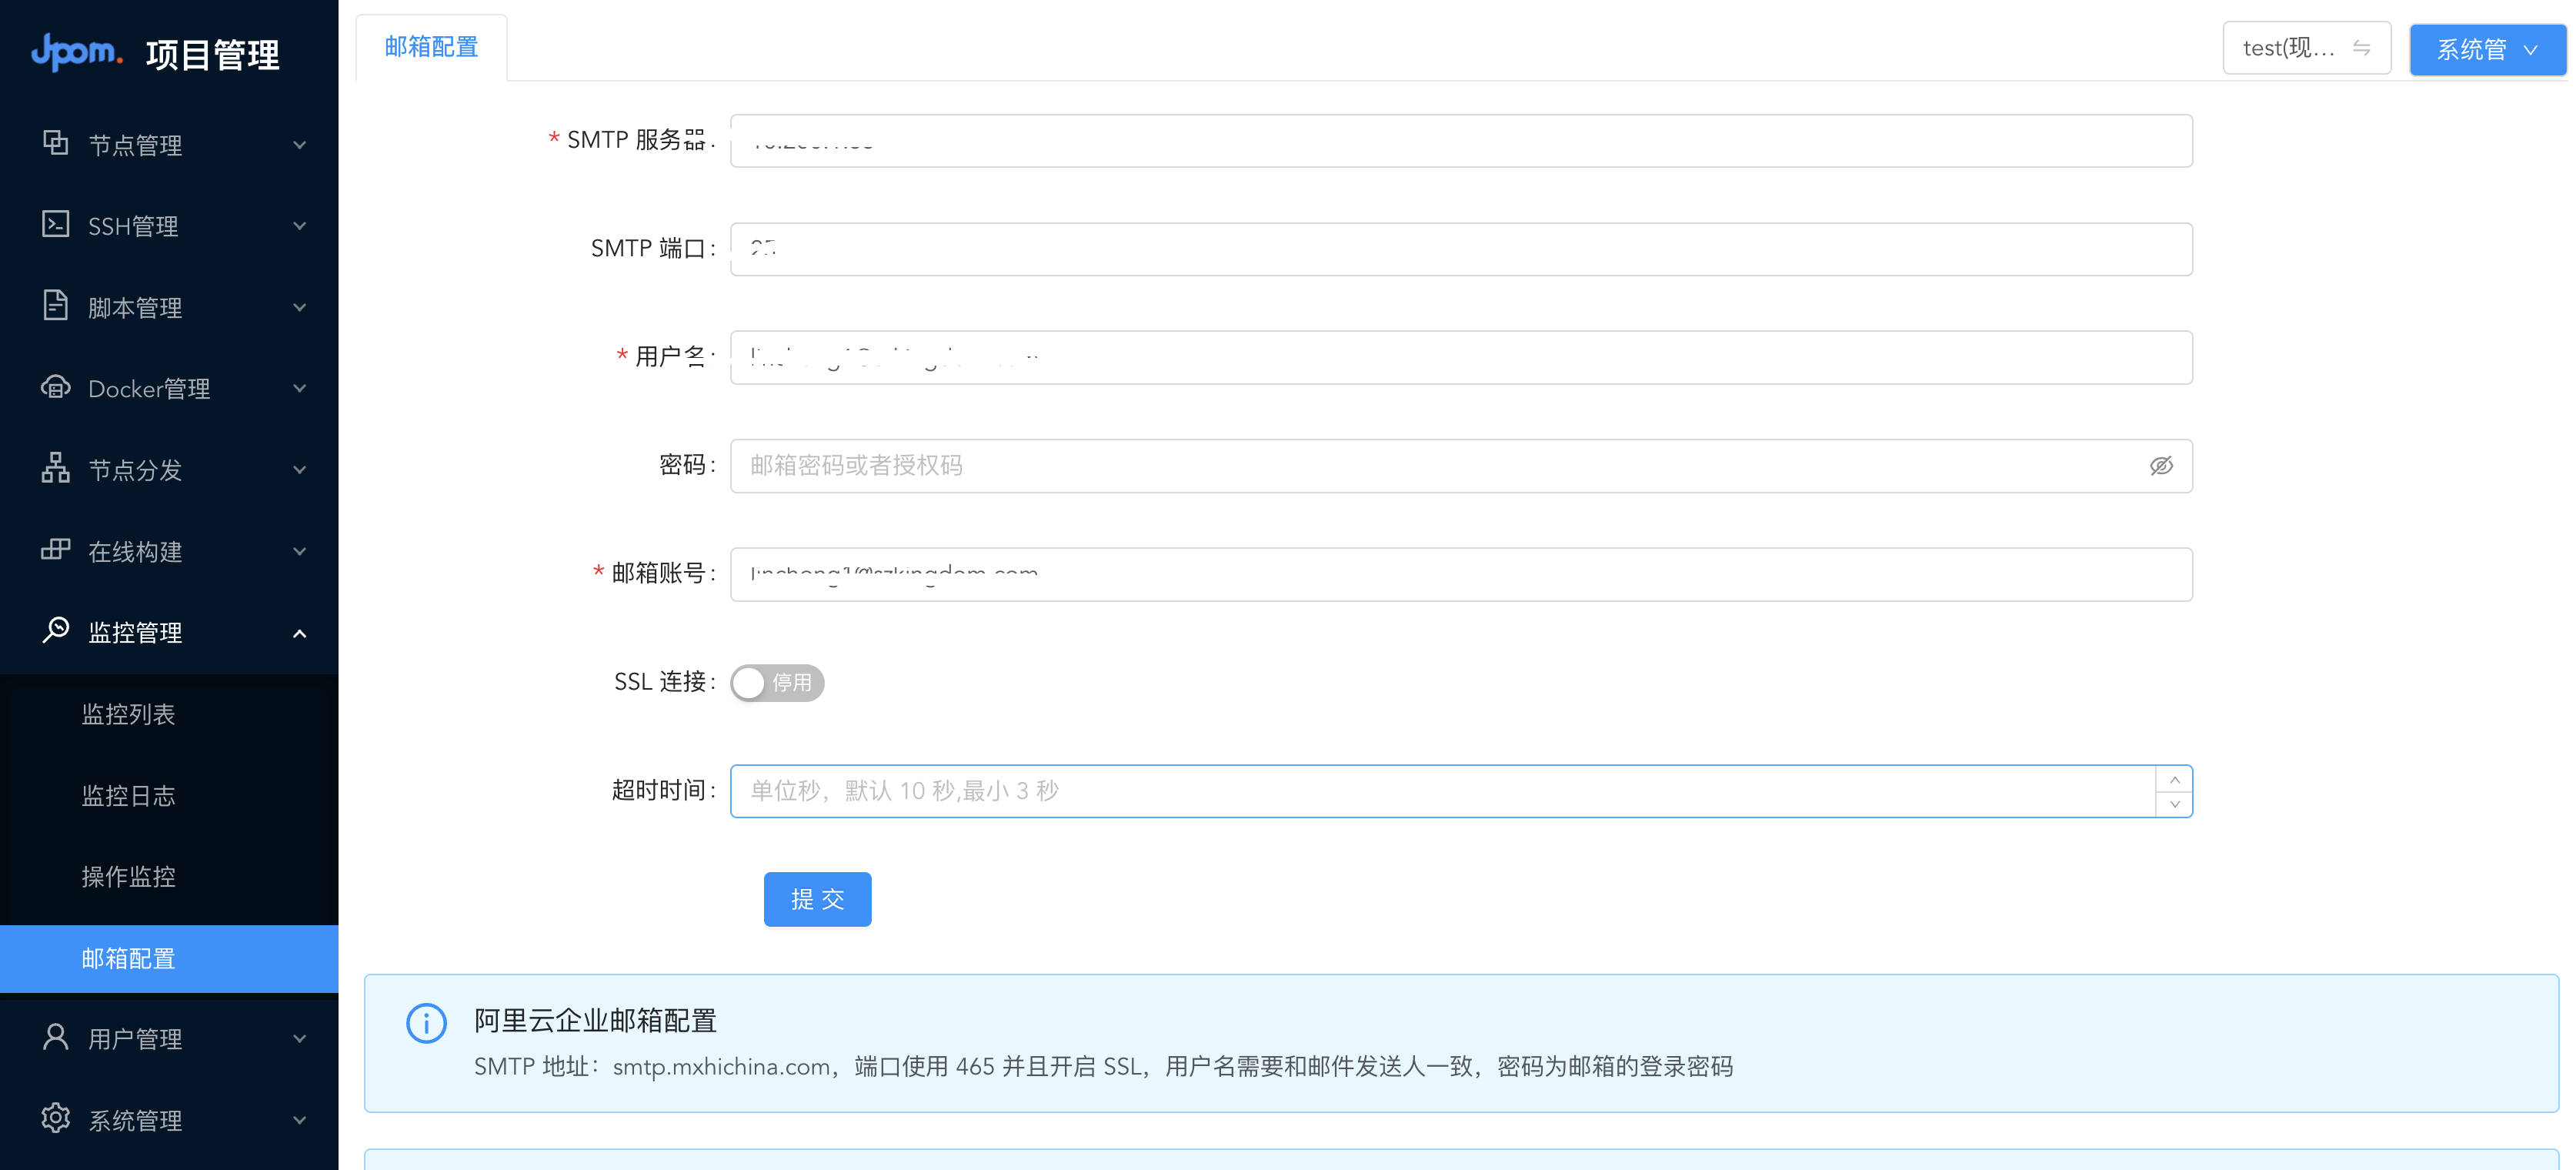 Jpom. 项目管理
节点管理
SSH管理
脚本管理
Docker管理
节点分发
在线构建
监控管理
监控列表
监控日志
操作监控
邮箱配置
用户管理
系统管理
邮箱配置
test(现...
系统管
* SMTP 服务器:
SMTP 端口:
* 用户名:
密码: 邮箱密码或者授权码
* 邮箱账号:
SSL 连接: 停用
超时时间: 单位秒，默认 10 秒,最小 3 秒
提 交
阿里云企业邮箱配置
SMTP 地址：smtp.mxhichina.com，端口使用 465 并且开启 SSL，用户名需要和邮件发送人一致，密码为邮箱的登录密码